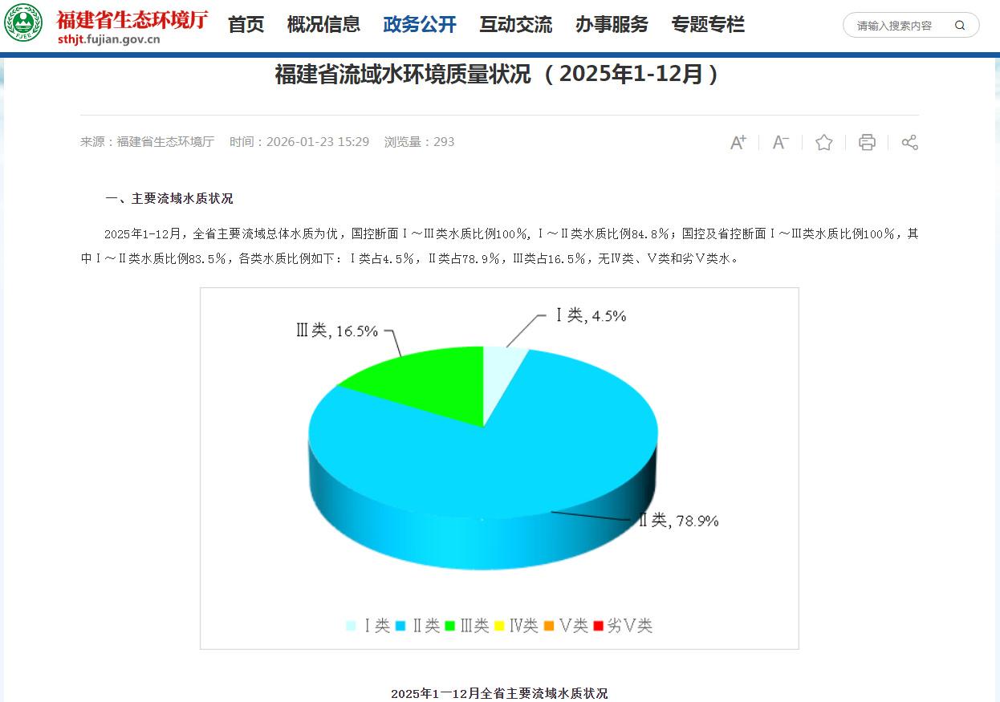 福建省生态环境厅
sthjt.fujian.gov.cn
FJEE
首页 概况信息 政务公开 互动交流 办事服务 专题专栏
请输入搜索内容
福建省流域水环境质量状况（2025年1-12月）
来源：福建省生态环境厅 时间：2026-01-23 15:29 浏览量：293
A+ A−
一、主要流域水质状况
2025年1-12月，全省主要流域总体水质为优，国控断面Ⅰ～Ⅲ类水质比例100%，Ⅰ～Ⅱ类水质比例84.8%；国控及省控断面Ⅰ～Ⅲ类水质比例100%，其
中Ⅰ～Ⅱ类水质比例83.5%，各类水质比例如下：Ⅰ类占4.5%，Ⅱ类占78.9%，Ⅲ类占16.5%，无Ⅳ类、Ⅴ类和劣Ⅴ类水。
Ⅰ类, 4.5%
Ⅲ类, 16.5%
Ⅱ类, 78.9%
Ⅰ类 Ⅱ类 Ⅲ类 Ⅳ类 Ⅴ类 劣Ⅴ类
2025年1—12月全省主要流域水质状况